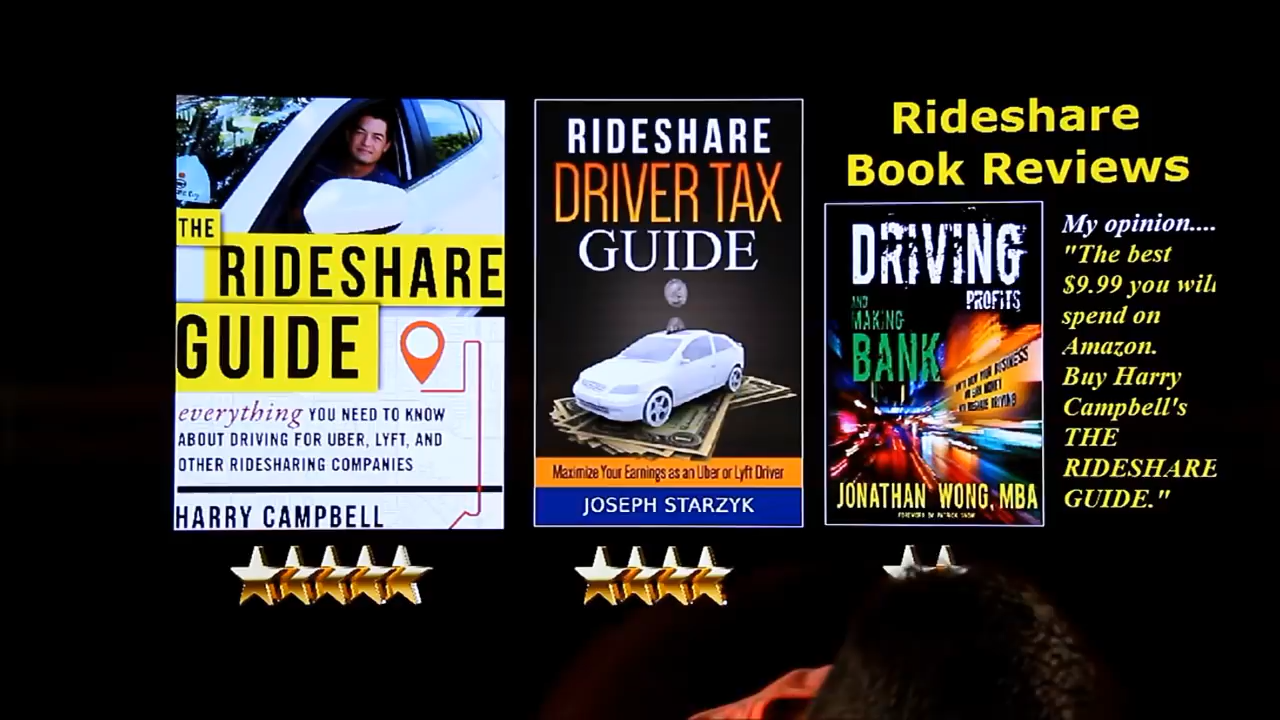 THE
RIDESHARE
GUIDE
everything YOU NEED TO KNOW
ABOUT DRIVING FOR UBER, LYFT, AND
OTHER RIDESHARING COMPANIES
HARRY CAMPBELL
RIDESHARE
DRIVER TAX
GUIDE
Maximize Your Earnings as an Uber or Lyft Driver
JOSEPH STARZYK
Rideshare
Book Reviews
DRIVING
PROFITS
AND
MAKING
BANK
JONATHAN WONG, MBA
My opinion....
"The best
$9.99 you will
spend on
Amazon.
Buy Harry
Campbell's
THE
RIDESHARE
GUIDE."